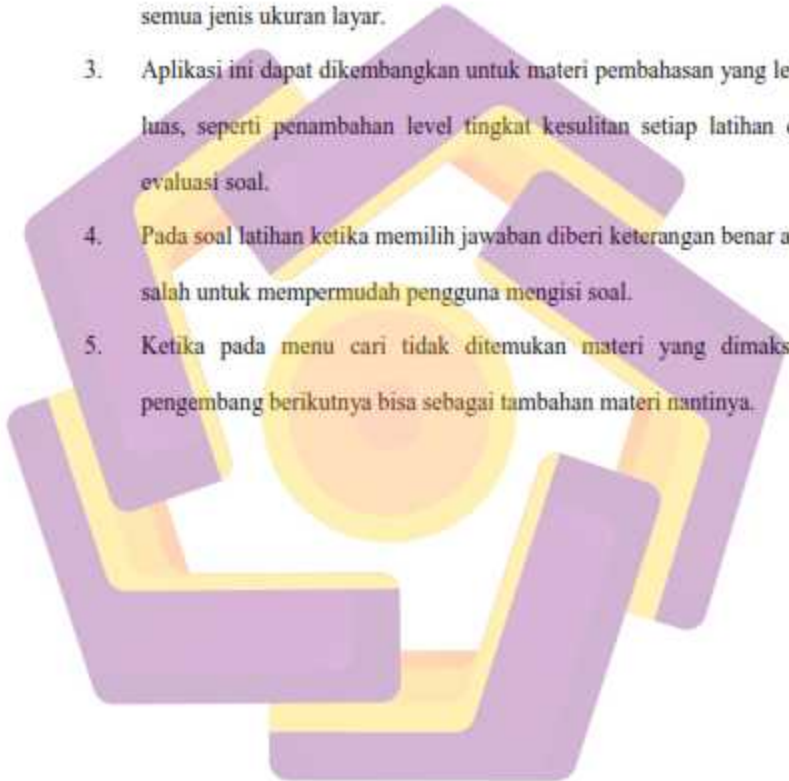 semua jenis ukuran layar.
3. Aplikasi ini dapat dikembangkan untuk materi pembahasan yang le
luas, seperti penambahan level tingkat kesulitan setiap latihan
evaluasi soal.
4. Pada soal latihan ketika memilih jawaban diberi keterangan benar a
salah untuk mempermudah pengguna mengisi soal.
5. Ketika pada menu cari tidak ditemukan materi yang dimaks
pengembang berikutnya bisa sebagai tambahan materi nantinya.